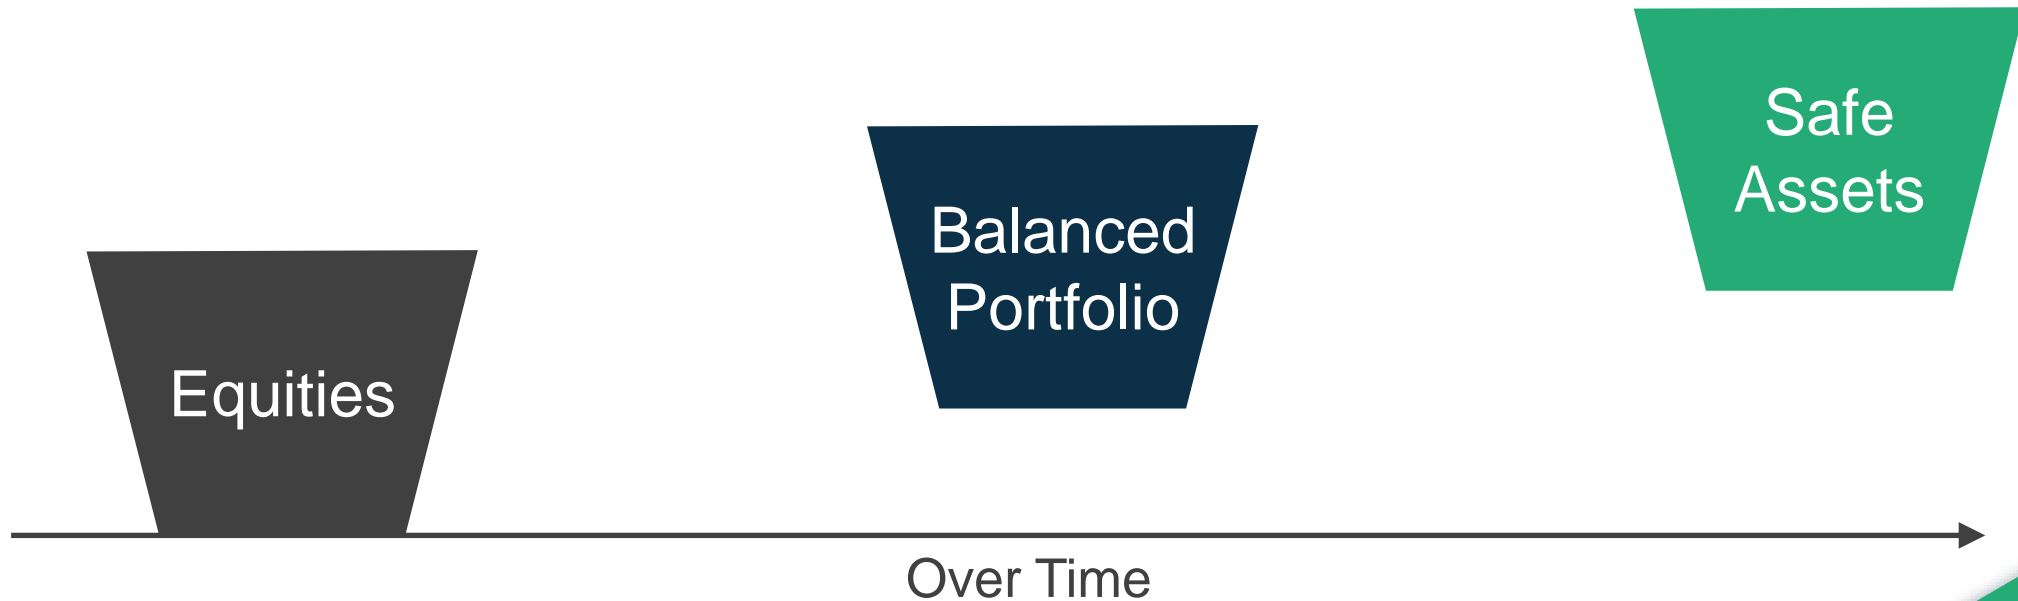 Safe
Assets
Balanced
Portfolio
Equities
Over Time